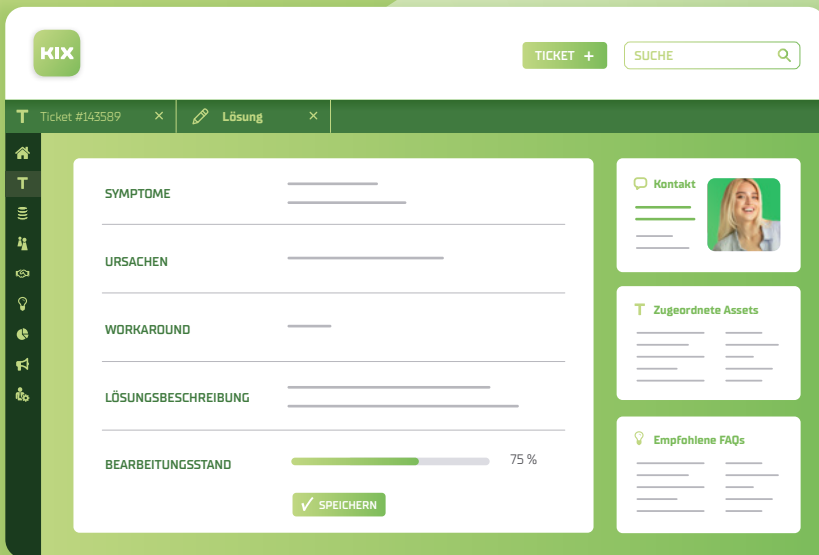 KIX
TICKET +
SUCHE
T Ticket #143589 ×
Lösung ×
T
SYMPTOME
URSACHEN
WORKAROUND
LÖSUNGSBESCHREIBUNG
BEARBEITUNGSSTAND 75 %
SPEICHERN
Kontakt
T Zugeordnete Assets
Empfohlene FAQs